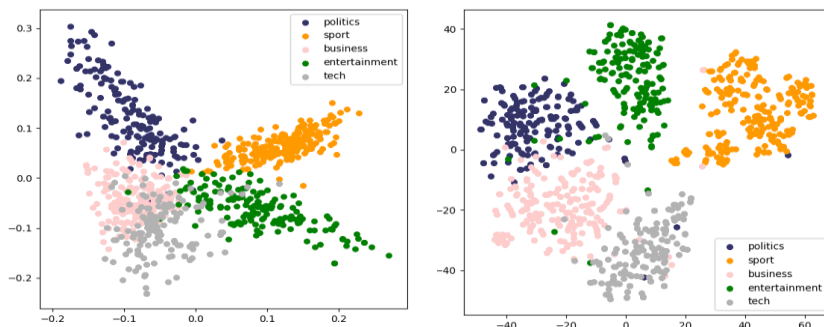 0.3
0.2
0.1
0.0
−0.1
−0.2
−0.2
−0.1
0.0
0.1
0.2
politics
sport
business
entertainment
tech
40
20
0
−20
−40
−40
−20
0
20
40
60
politics
sport
business
entertainment
tech